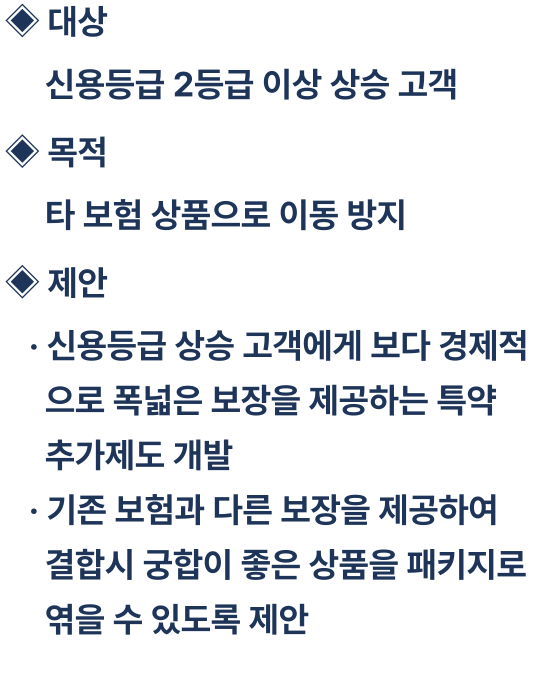 ◈ 대상
신용등급 2등급 이상 상승 고객
◈ 목적
타 보험 상품으로 이동 방지
◈ 제안
· 신용등급 상승 고객에게 보다 경제적
으로 폭넓은 보장을 제공하는 특약
추가제도 개발
· 기존 보험과 다른 보장을 제공하여
결합시 궁합이 좋은 상품을 패키지로
엮을 수 있도록 제안